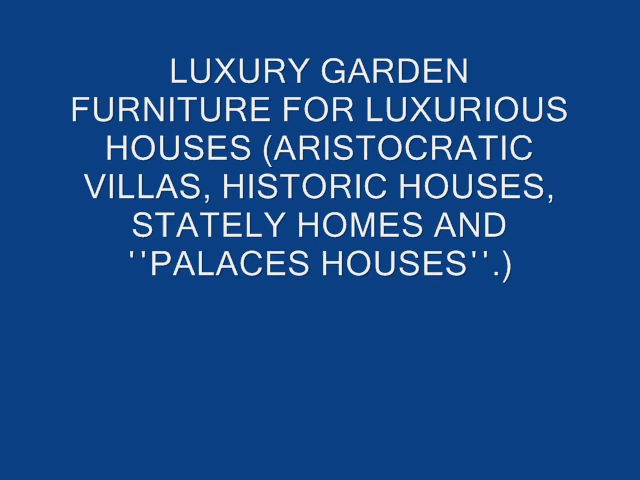 LUXURY GARDEN
FURNITURE FOR LUXURIOUS
HOUSES (ARISTOCRATIC
VILLAS, HISTORIC HOUSES,
STATELY HOMES AND
''PALACES HOUSES''.)